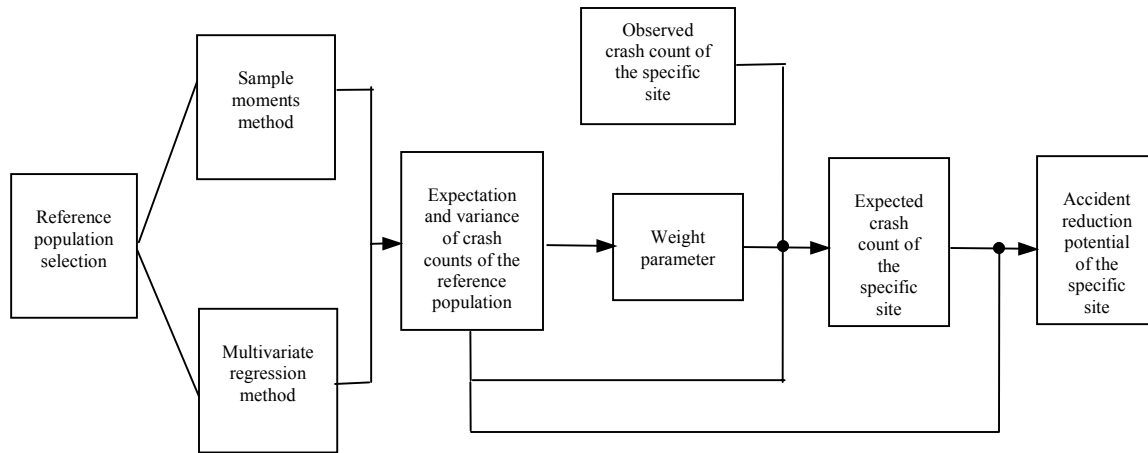 Reference
population
selection
Sample
moments
method
Multivariate
regression
method
Expectation
and variance
of crash
counts of the
reference
population
Weight
parameter
Observed
crash count of
the specific
site
Expected
crash
count of
the
specific
site
Accident
reduction
potential
of the
specific
site